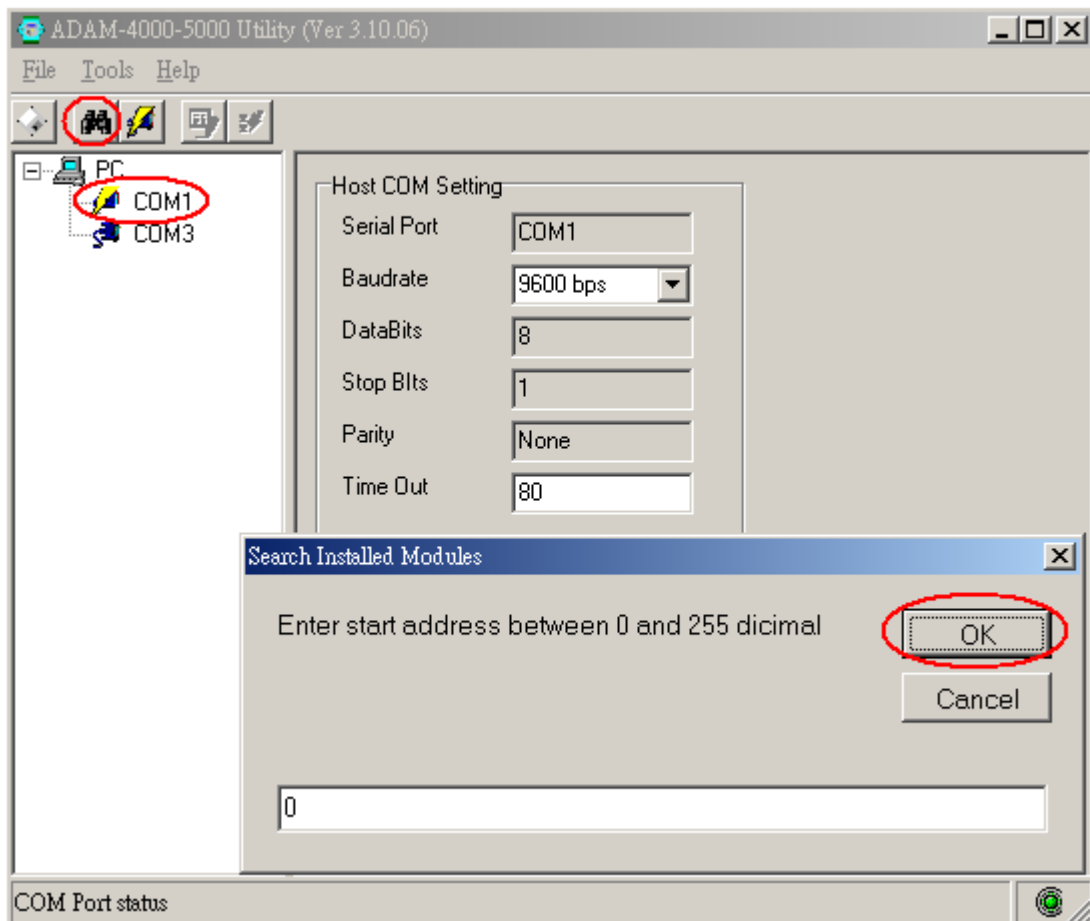 ADAM-4000-5000 Utility (Ver 3.10.06)
File Tools Help
PC
COM1
COM3
Host COM Setting
Serial Port COM1
Baudrate 9600 bps
DataBits 8
Stop BIts 1
Parity None
Time Out 80
Search Installed Modules
Enter start address between 0 and 255 dicimal
OK
Cancel
0
COM Port status